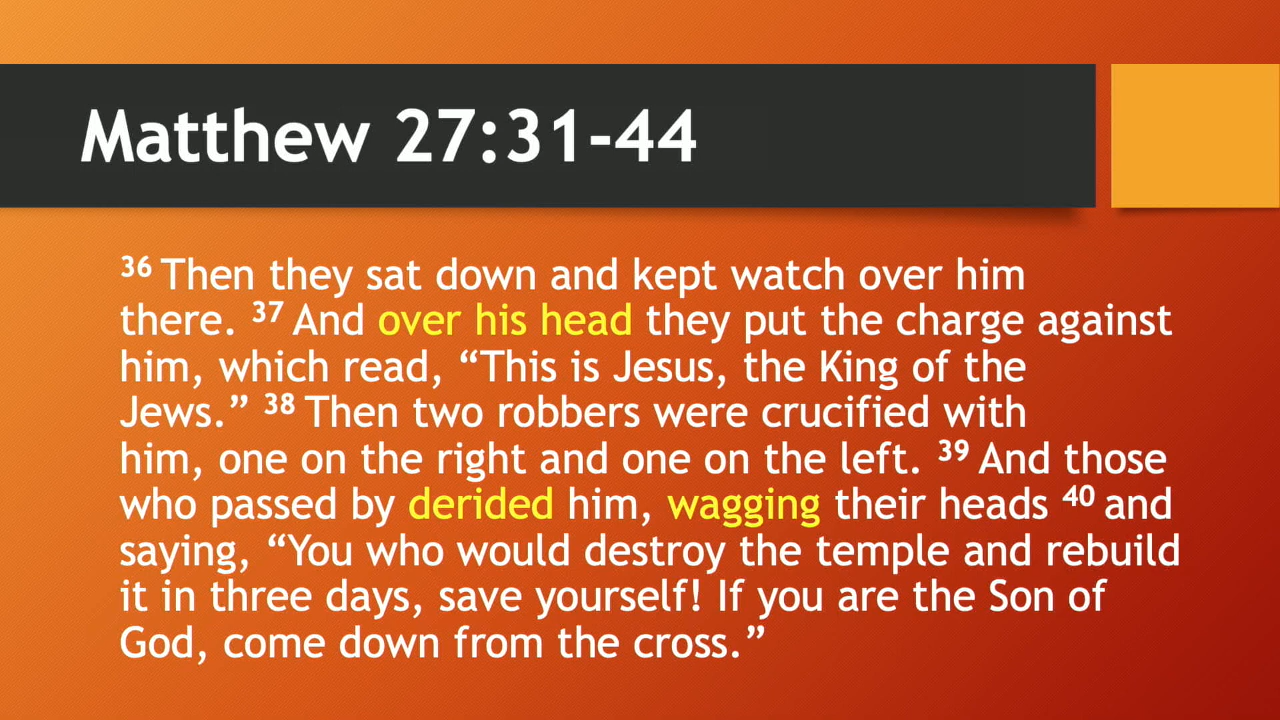 Matthew 27:31-44
36 Then they sat down and kept watch over him
there. 37 And over his head they put the charge against
him, which read, “This is Jesus, the King of the
Jews.” 38 Then two robbers were crucified with
him, one on the right and one on the left. 39 And those
who passed by derided him, wagging their heads 40 and
saying, “You who would destroy the temple and rebuild
it in three days, save yourself! If you are the Son of
God, come down from the cross.”